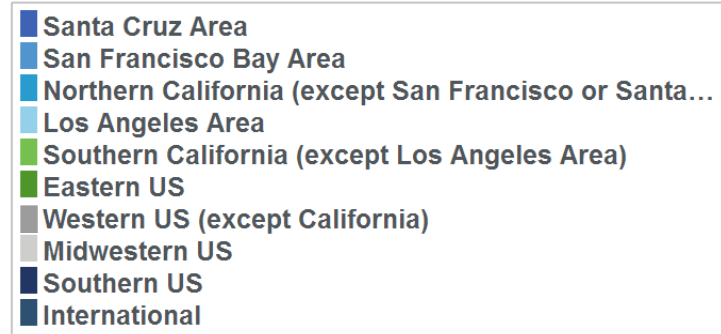 Santa Cruz Area
San Francisco Bay Area
Northern California (except San Francisco or Santa…
Los Angeles Area
Southern California (except Los Angeles Area)
Eastern US
Western US (except California)
Midwestern US
Southern US
International